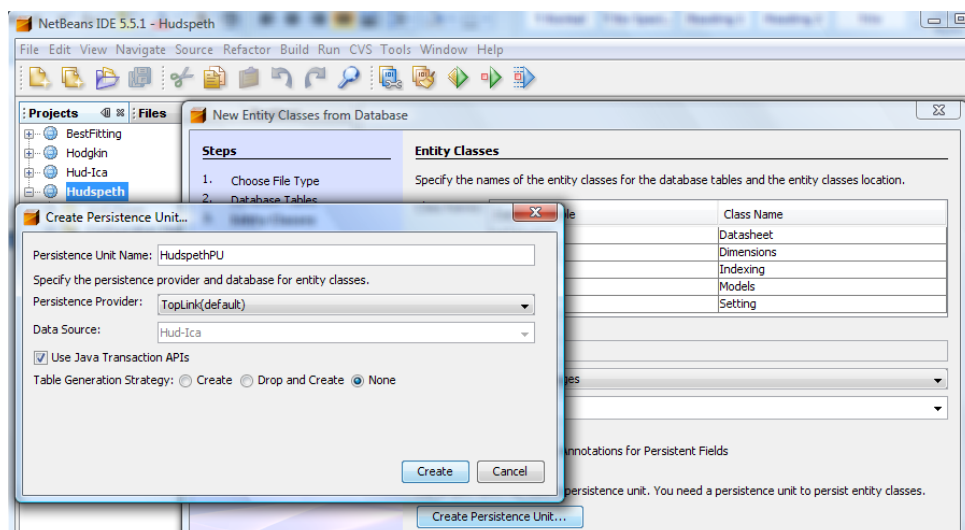 NetBeans IDE 5.5.1 - Hudspeth
File Edit View Navigate Source Refactor Build Run CVS Tools Window Help
Projects
Files
BestFitting
Hodgkin
Hud-Ica
Hudspeth
New Entity Classes from Database
Steps
1. Choose File Type
2. Database Tables
Entity Classes
Specify the names of the entity classes for the database tables and the entity classes location.
Class Name
Datasheet
Dimensions
Indexing
Models
Setting
Annotations for Persistent Fields
persistence unit. You need a persistence unit to persist entity classes.
Create Persistence Unit...
Create Persistence Unit...
Persistence Unit Name: HudspethPU
Specify the persistence provider and database for entity classes.
Persistence Provider: TopLink(default)
Data Source: Hud-Ica
Use Java Transaction APIs
Table Generation Strategy: Create Drop and Create None
Create Cancel